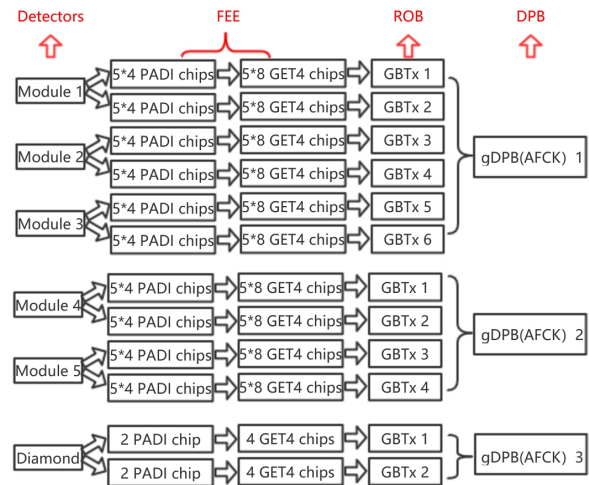 Detectors FEE ROB DPB
5*4 PADI chips 5*8 GET4 chips GBTx 1
Module 1
5*4 PADI chips 5*8 GET4 chips GBTx 2
5*4 PADI chips 5*8 GET4 chips GBTx 3
Module 2 gDPB(AFCK) 1
5*4 PADI chips 5*8 GET4 chips GBTx 4
5*4 PADI chips 5*8 GET4 chips GBTx 5
Module 3
5*4 PADI chips 5*8 GET4 chips GBTx 6
5*4 PADI chips 5*8 GET4 chips GBTx 1
Module 4
5*4 PADI chips 5*8 GET4 chips GBTx 2
gDPB(AFCK) 2
5*4 PADI chips 5*8 GET4 chips GBTx 3
Module 5
5*4 PADI chips 5*8 GET4 chips GBTx 4
2 PADI chip 4 GET4 chips GBTx 1
Diamond gDPB(AFCK) 3
2 PADI chip 4 GET4 chips GBTx 2